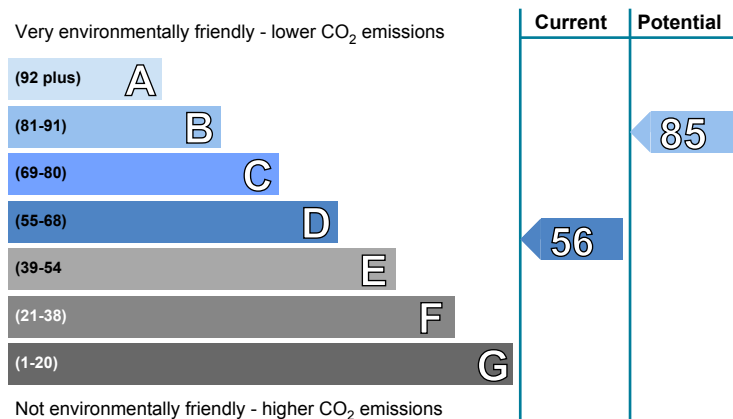 Very environmentally friendly - lower CO2 emissions
Current
Potential
(92 plus) A
(81-91) B
85
(69-80) C
(55-68) D
56
(39-54 E
(21-38) F
(1-20) G
Not environmentally friendly - higher CO2 emissions